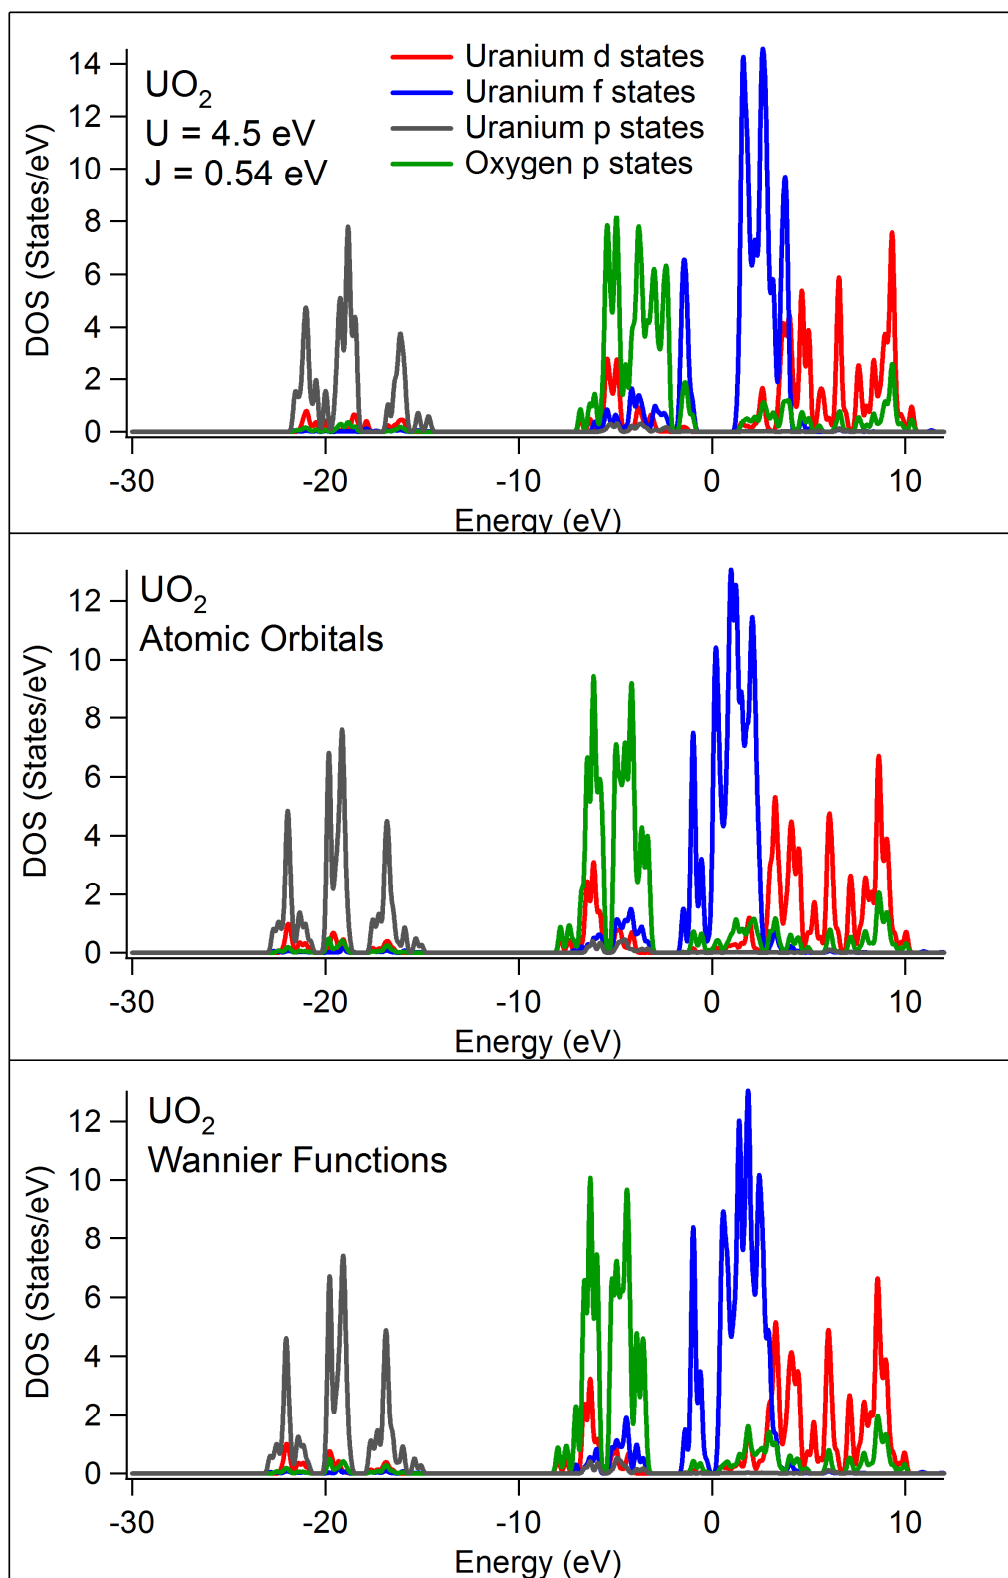 Uranium d states
Uranium f states
Uranium p states
Oxygen p states
UO2
U = 4.5 eV
J = 0.54 eV
DOS (States/eV)
14
12
10
8
6
4
2
0
-30 -20 -10 0 10
Energy (eV)
UO2
Atomic Orbitals
DOS (States/eV)
12
10
8
6
4
2
0
-30 -20 -10 0 10
Energy (eV)
UO2
Wannier Functions
DOS (States/eV)
12
10
8
6
4
2
0
-30 -20 -10 0 10
Energy (eV)